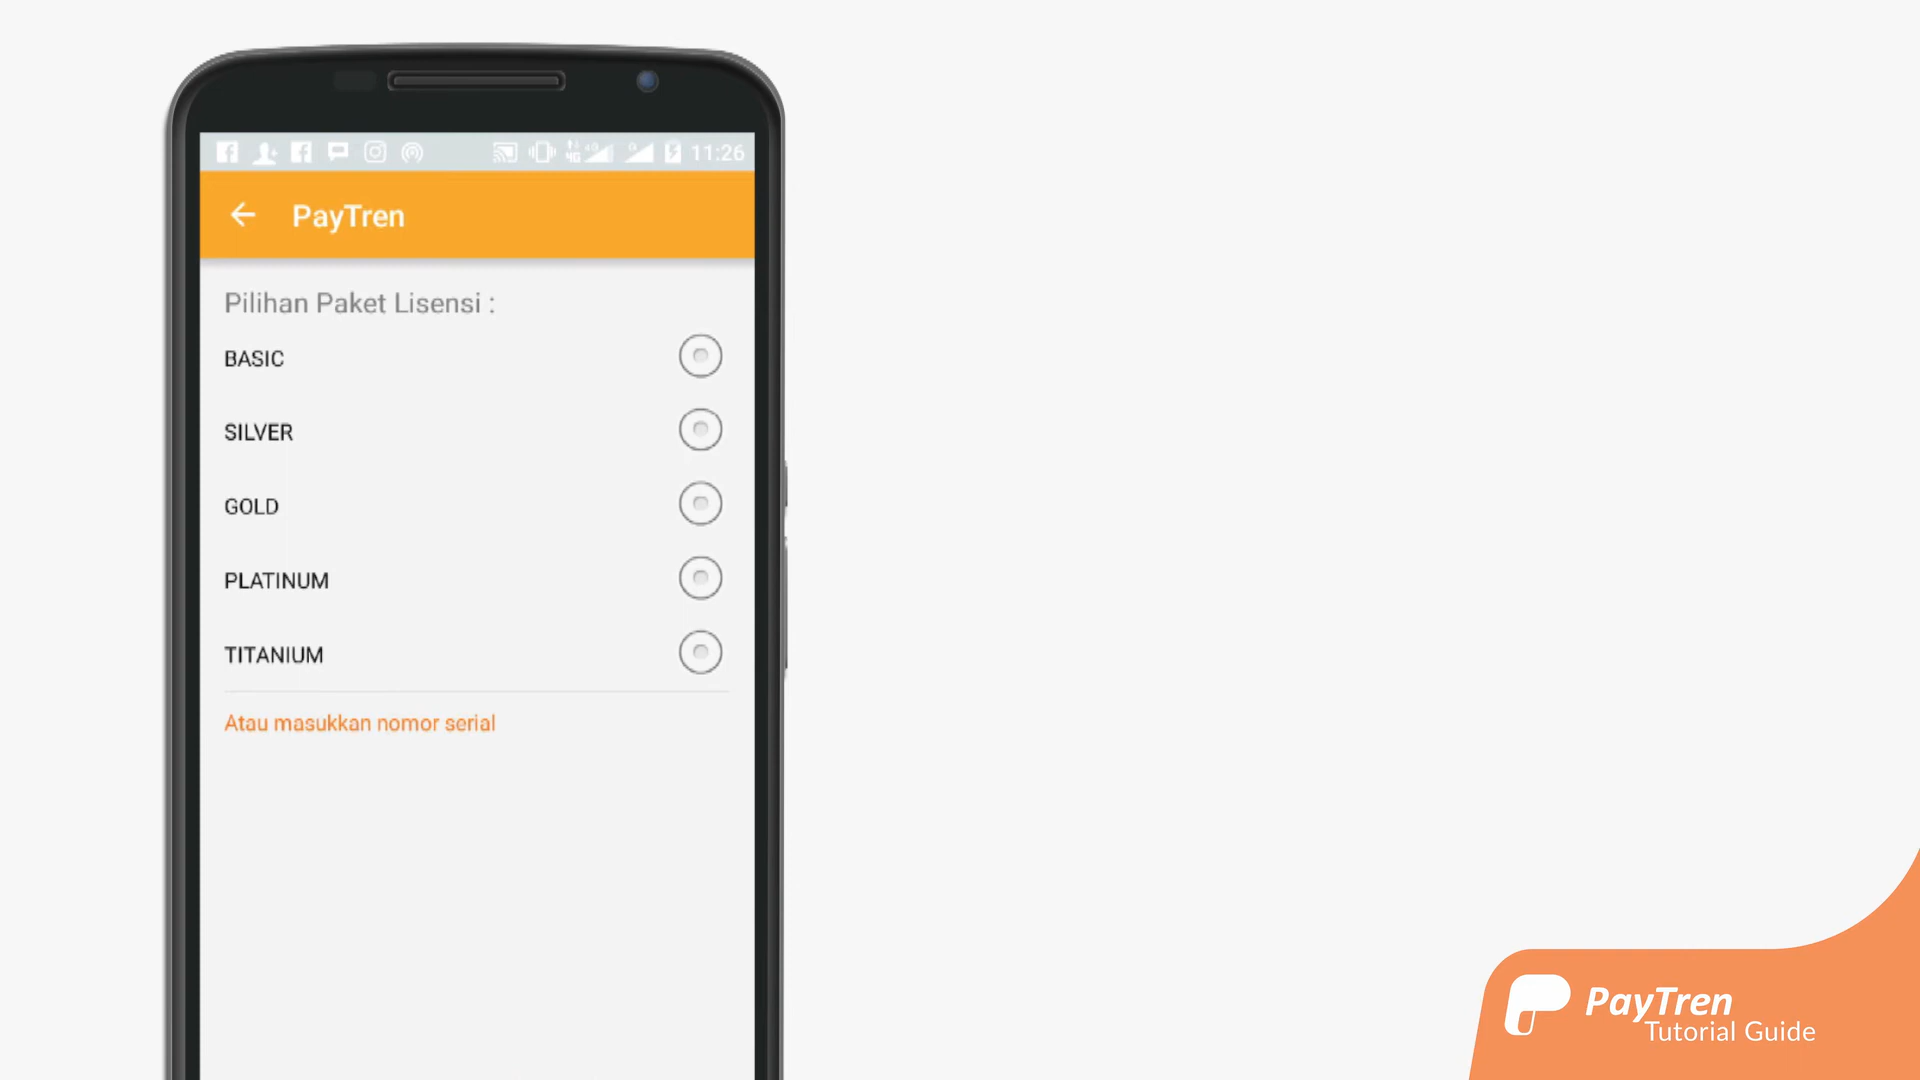 11:26
PayTren
Pilihan Paket Lisensi :
BASIC
SILVER
GOLD
PLATINUM
TITANIUM
Atau masukkan nomor serial
PayTren
Tutorial Guide